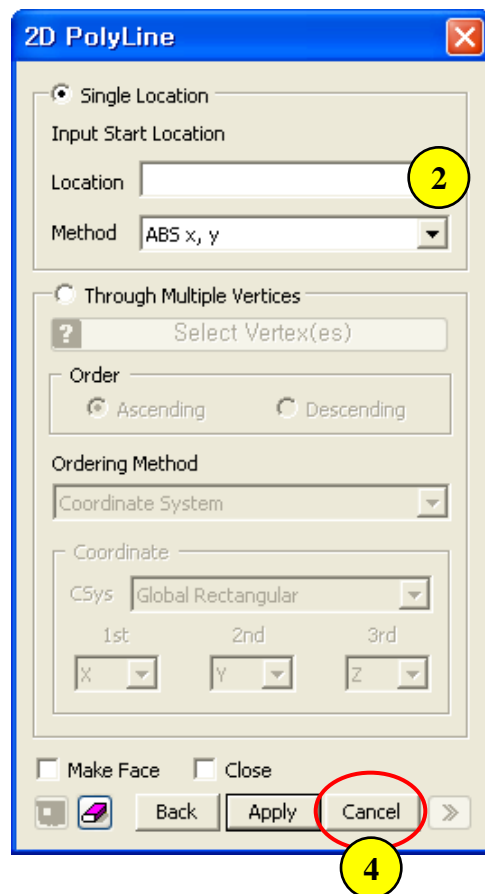 2D PolyLine
Single Location
Input Start Location
Location 2
Method ABS x, y
Through Multiple Vertices
? Select Vertex(es)
Order
Ascending Descending
Ordering Method
Coordinate System
Coordinate
CSys Global Rectangular
1st 2nd 3rd
X Y Z
Make Face Close
Back Apply Cancel
4